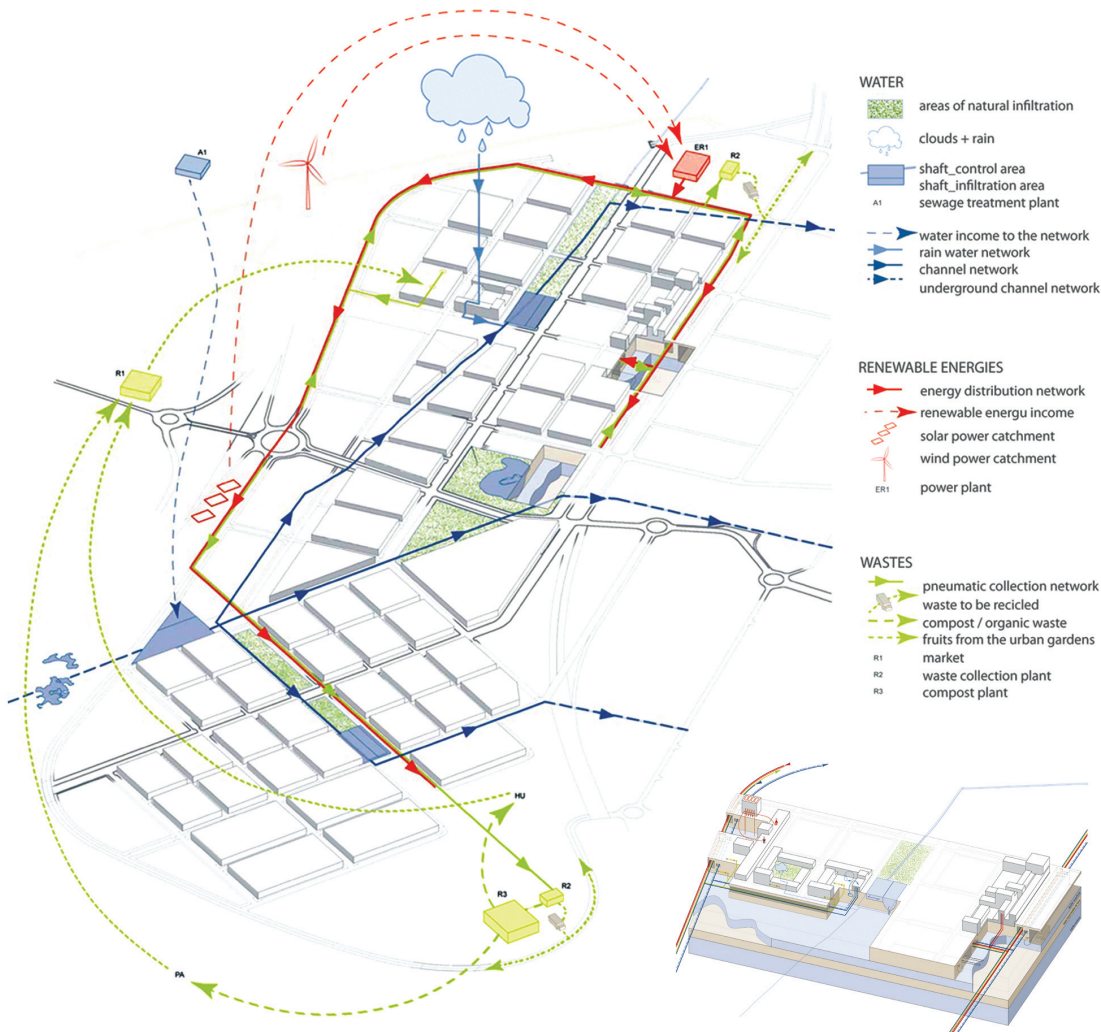 WATER
areas of natural infiltration
clouds + rain
shaft_control area
shaft_infiltration area
A1 sewage treatment plant
water income to the network
rain water network
channel network
underground channel network
RENEWABLE ENERGIES
energy distribution network
renewable energu income
solar power catchment
wind power catchment
ER1 power plant
WASTES
pneumatic collection network
waste to be recicled
compost / organic waste
fruits from the urban gardens
R1 market
R2 waste collection plant
R3 compost plant
A1
ER1
R2
R1
HU
R3
R2
PA